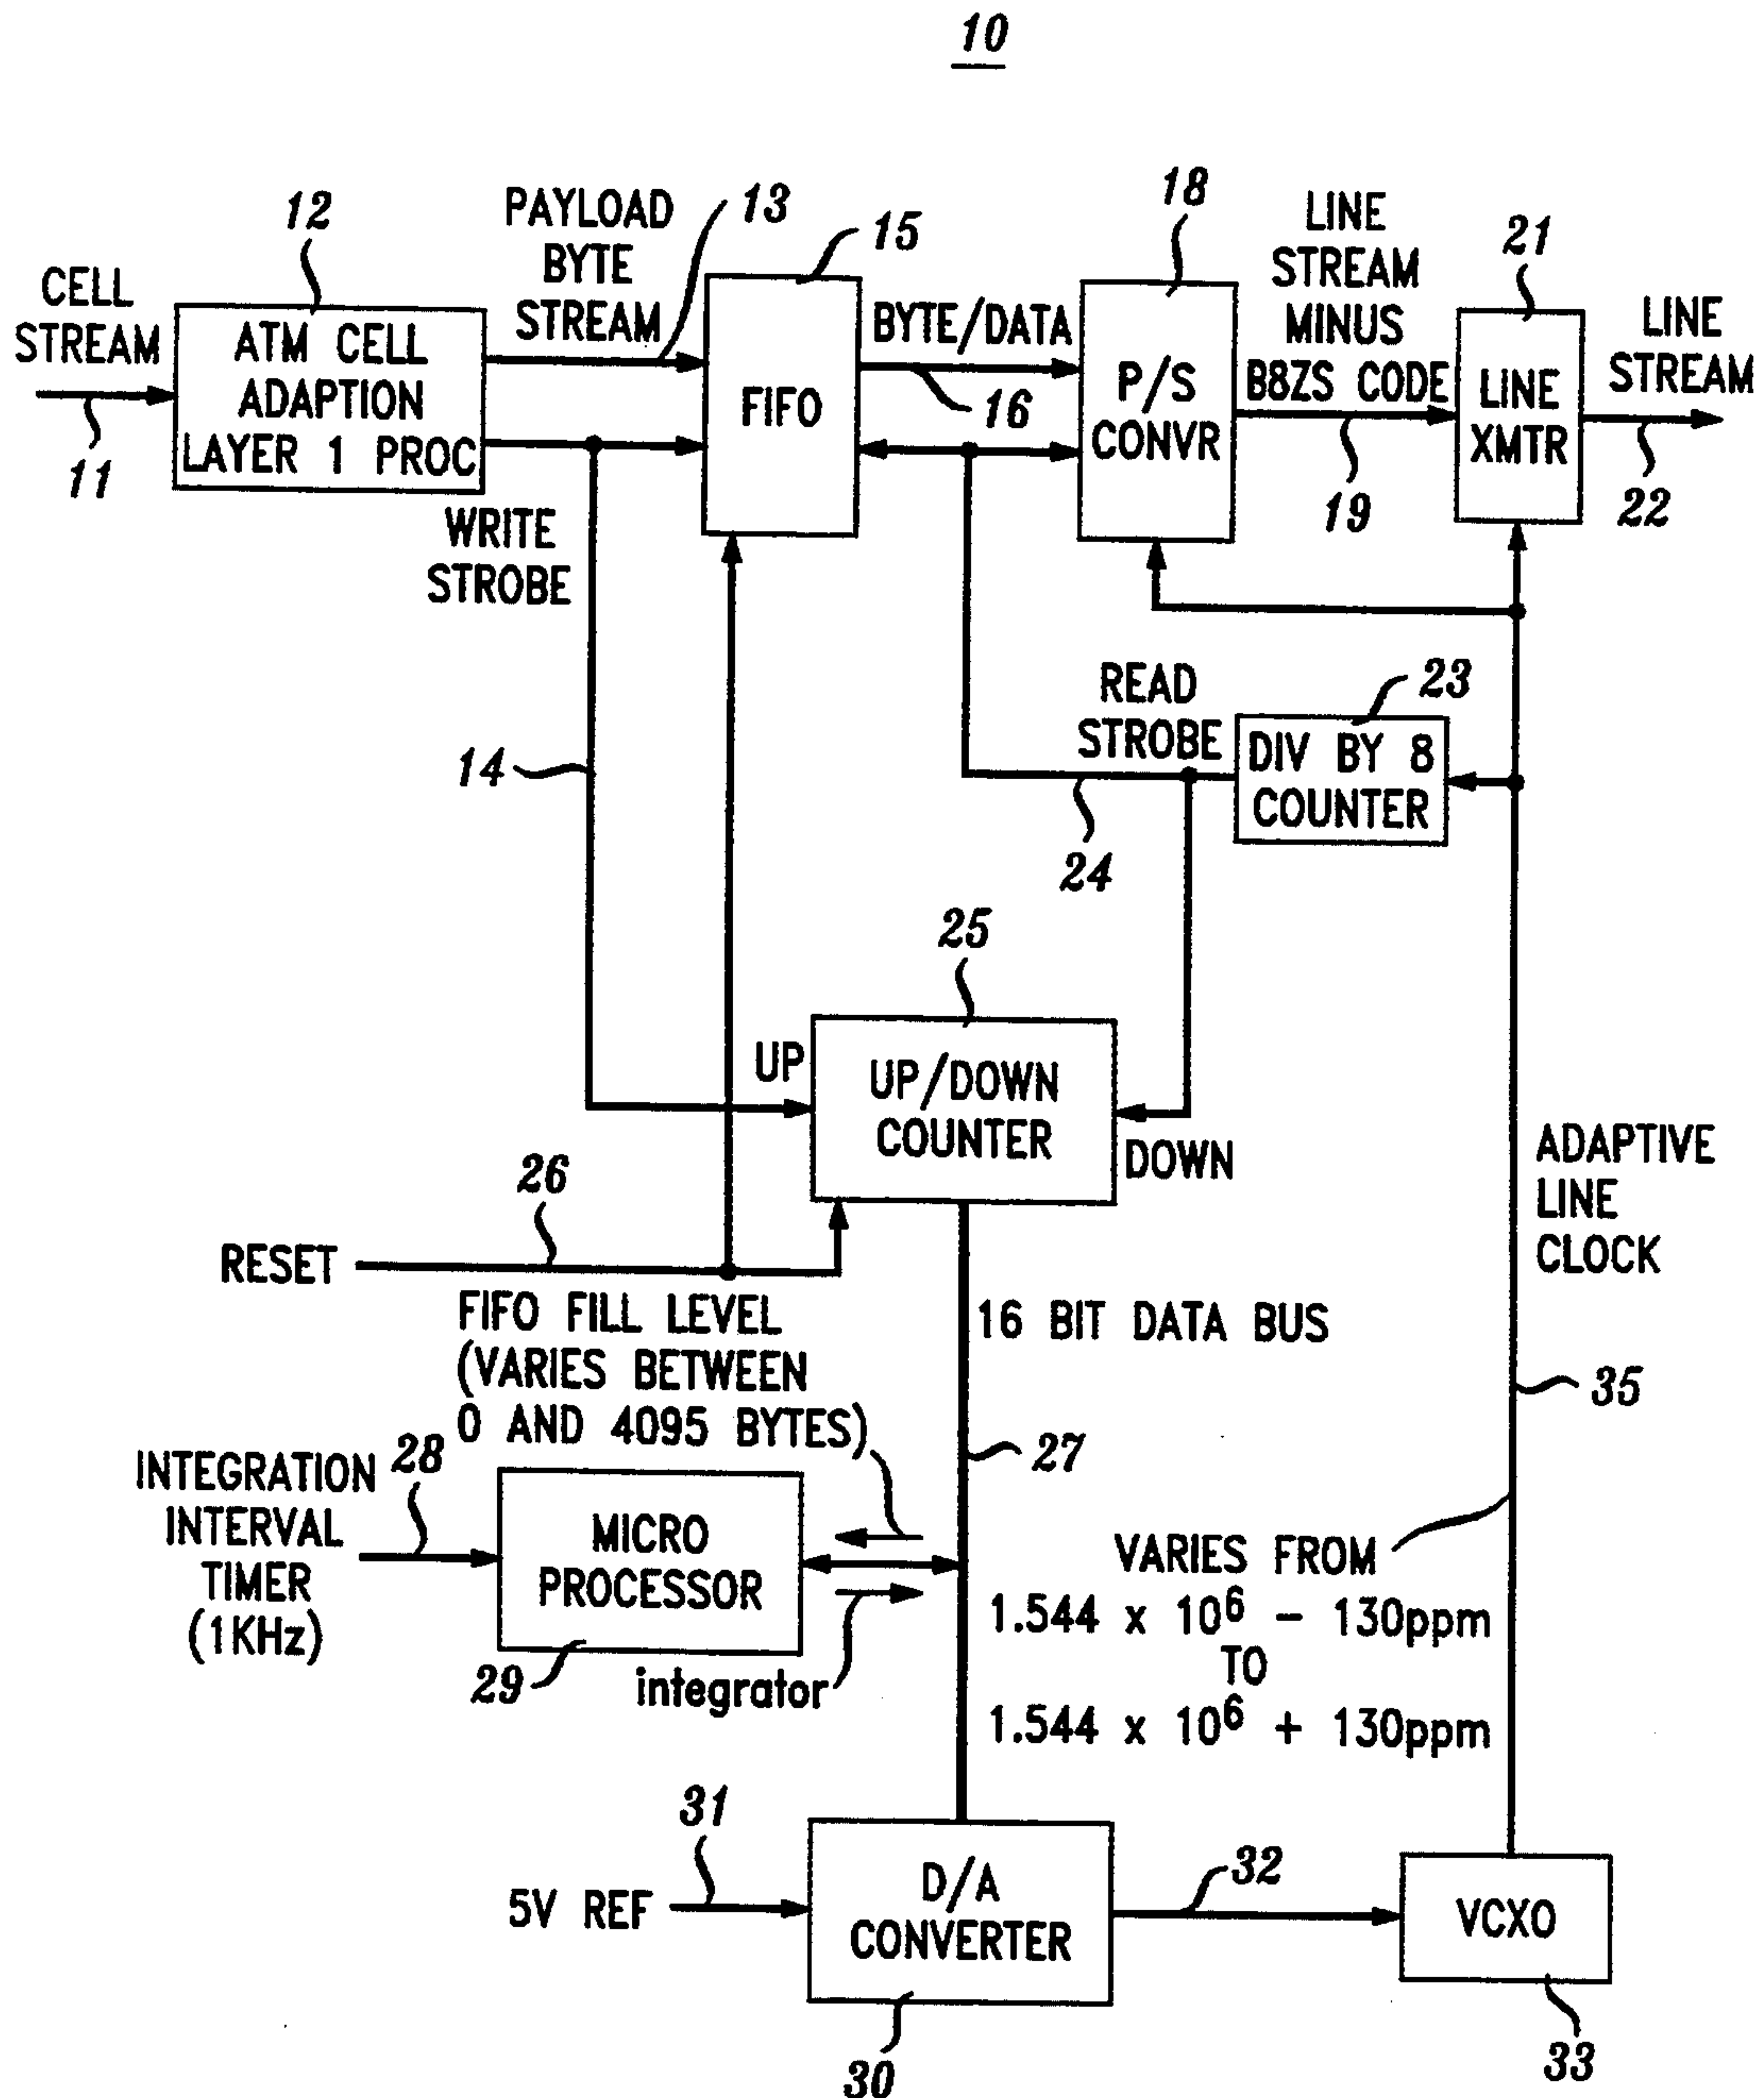 10
12
PAYLOAD
BYTE
STREAM
13
15
18
LINE
STREAM
MINUS
B8ZS CODE
21
LINE
STREAM
CELL
STREAM
11
ATM CELL
ADAPTION
LAYER 1 PROC
FIFO
BYTE/DATA
16
P/S
CONVR
19
LINE
XMTR
22
WRITE
STROBE
14
READ
STROBE
24
23
DIV BY 8
COUNTER
25
UP
UP/DOWN
COUNTER
DOWN
ADAPTIVE
LINE
CLOCK
RESET
26
FIFO FILL LEVEL
(VARIES BETWEEN
0 AND 4095 BYTES)
16 BIT DATA BUS
27
35
INTEGRATION
INTERVAL
TIMER
(1KHz)
28
MICRO
PROCESSOR
29
integrator
VARIES FROM
1.544 x 10⁶ - 130ppm
TO
1.544 x 10⁶ + 130ppm
5V REF
31
D/A
CONVERTER
30
32
VCXO
33